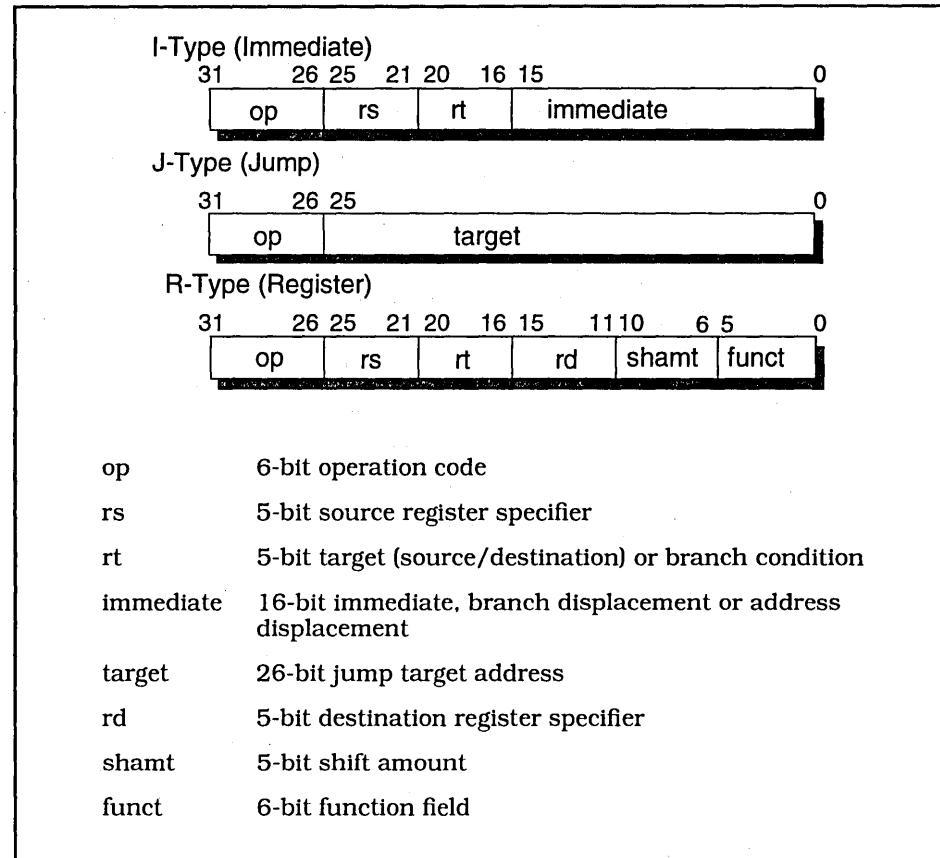 I-Type (Immediate)
31 26 25 21 20 16 15 0
op rs rt immediate
J-Type (Jump)
31 26 25 0
op target
R-Type (Register)
31 26 25 21 20 16 15 11 10 6 5 0
op rs rt rd shamt funct
op 6-bit operation code
rs 5-bit source register specifier
rt 5-bit target (source/destination) or branch condition
immediate 16-bit immediate, branch displacement or address
displacement
target 26-bit jump target address
rd 5-bit destination register specifier
shamt 5-bit shift amount
funct 6-bit function field